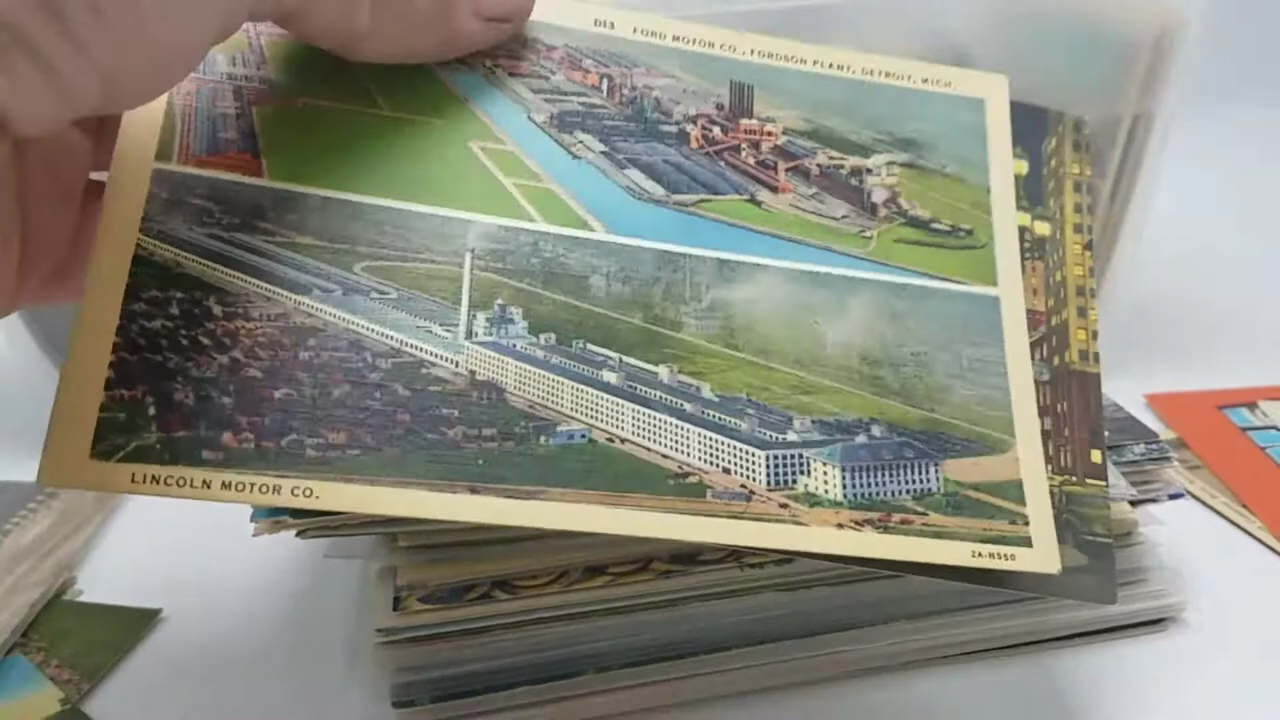 D13 FORD MOTOR CO., FORDSON PLANT, DETROIT, MICH.
LINCOLN MOTOR CO.
2A-H550